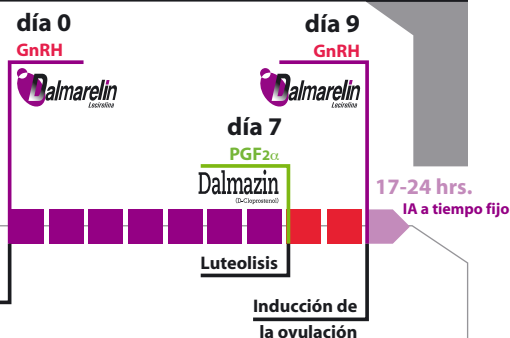 día 0
GnRH
Dalmarelin
Lecirelina
día 9
GnRH
Dalmarelin
Lecirelina
día 7
PGF2α
Dalmazin
(D-Cloprostenol)
17-24 hrs.
IA a tiempo fijo
Luteolisis
Inducción de
la ovulación